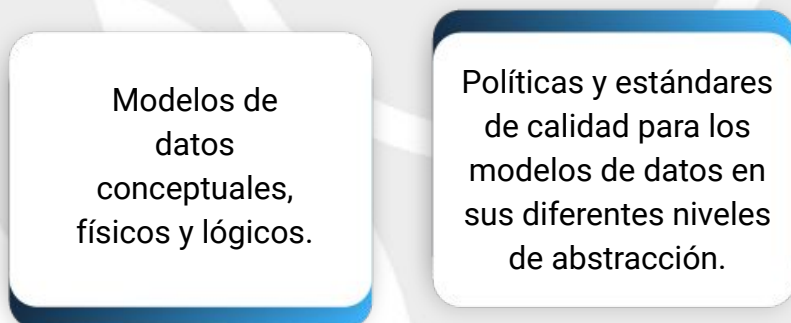 Modelos de
datos
conceptuales,
físicos y lógicos.
Políticas y estándares
de calidad para los
modelos de datos en
sus diferentes niveles
de abstracción.